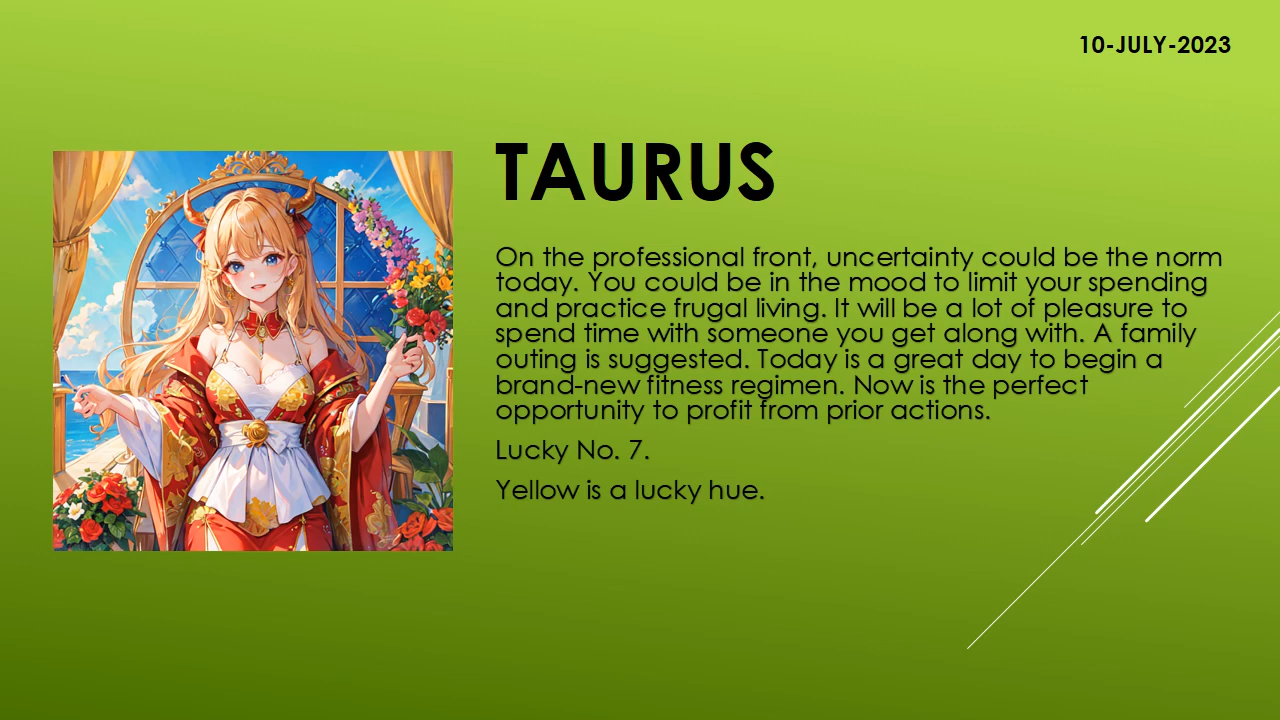 10-JULY-2023
TAURUS
On the professional front, uncertainty could be the norm
today. You could be in the mood to limit your spending
and practice frugal living. It will be a lot of pleasure to
spend time with someone you get along with. A family
outing is suggested. Today is a great day to begin a
brand-new fitness regimen. Now is the perfect
opportunity to profit from prior actions.
Lucky No. 7.
Yellow is a lucky hue.